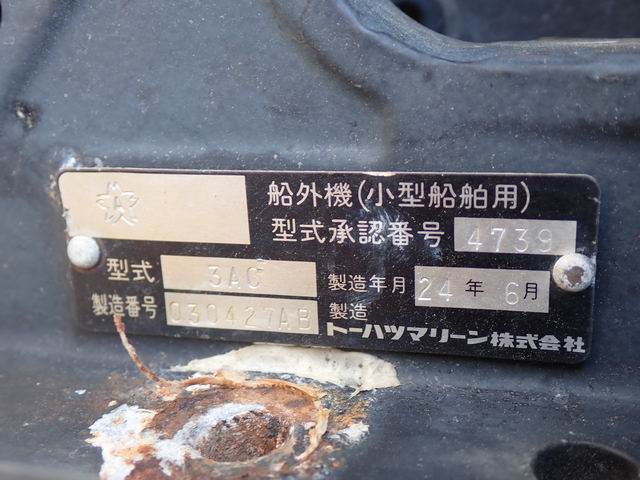 船外機(小型船舶用)
型式承認番号 4739
型式 3AC
製造年月 24年 6月
製造番号 030427AB
製造
トーハツマリーン株式会社